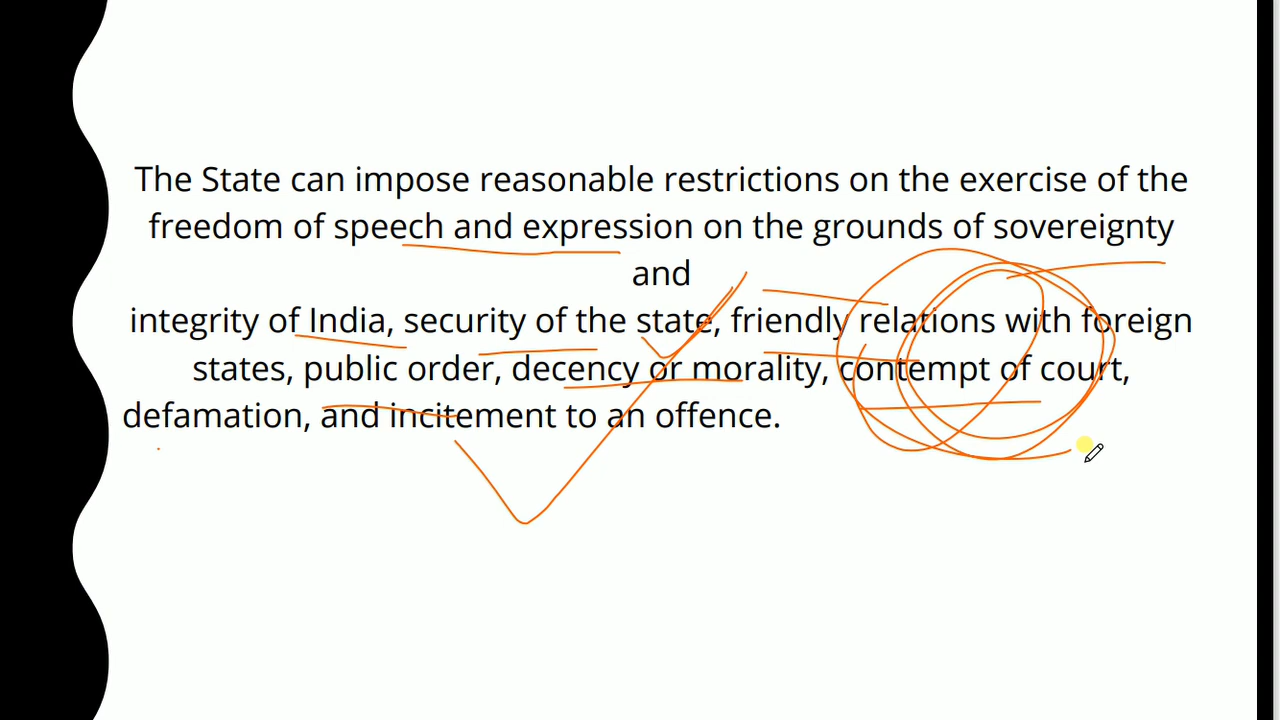 The State can impose reasonable restrictions on the exercise of the
freedom of speech and expression on the grounds of sovereignty
and
integrity of India, security of the state, friendly relations with foreign
states, public order, decency or morality, contempt of court,
defamation, and incitement to an offence.